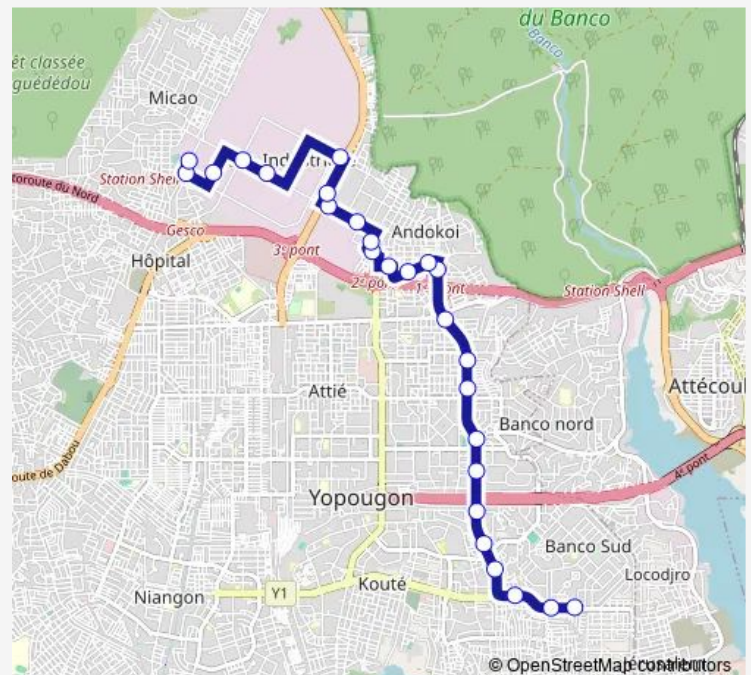 du Banco
Banco
êt classée
guédédou
Micao
Station Shell
Industri
toroute du Nord
Andokoi
Gesco
Hôpital
3ᵉ pont
2ᵉ pont
1ᵉʳ pont
Station Shell
Attié
Attécoul
Banco nord
oute de Dabou
4ᵉ pont
Yopougon
Banco Sud
Locodjro
Kouté
Niangon
Y1
Jérusalem
© OpenStreetMap contributors